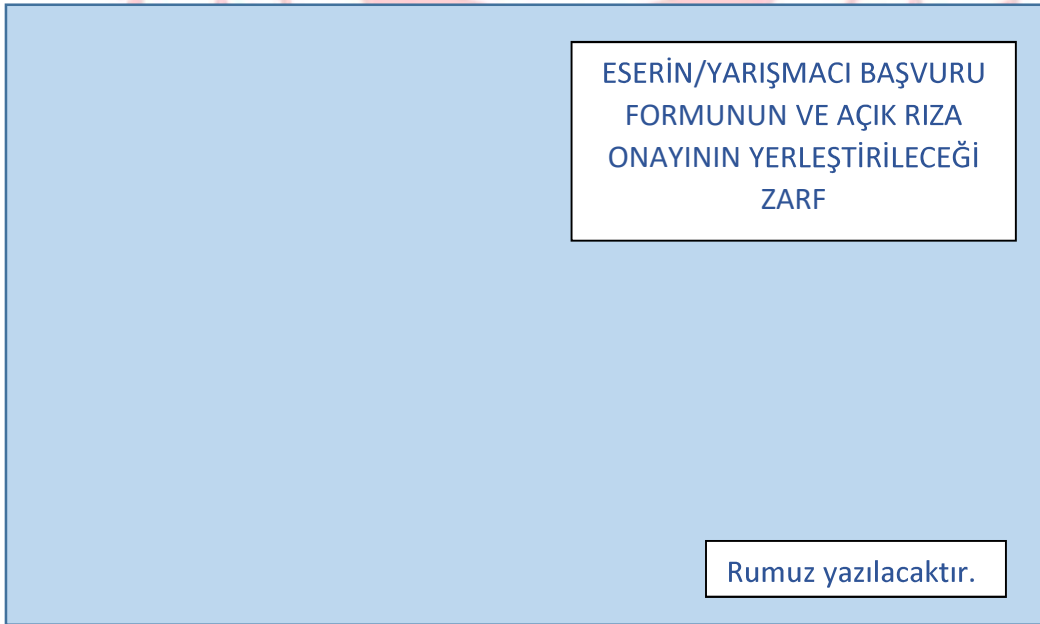 ESERİN/YARIŞMACI BAŞVURU
FORMUNUN VE AÇIK RIZA
ONAYININ YERLEŞTİRİLECEĞİ
ZARF
Rumuz yazılacaktır.